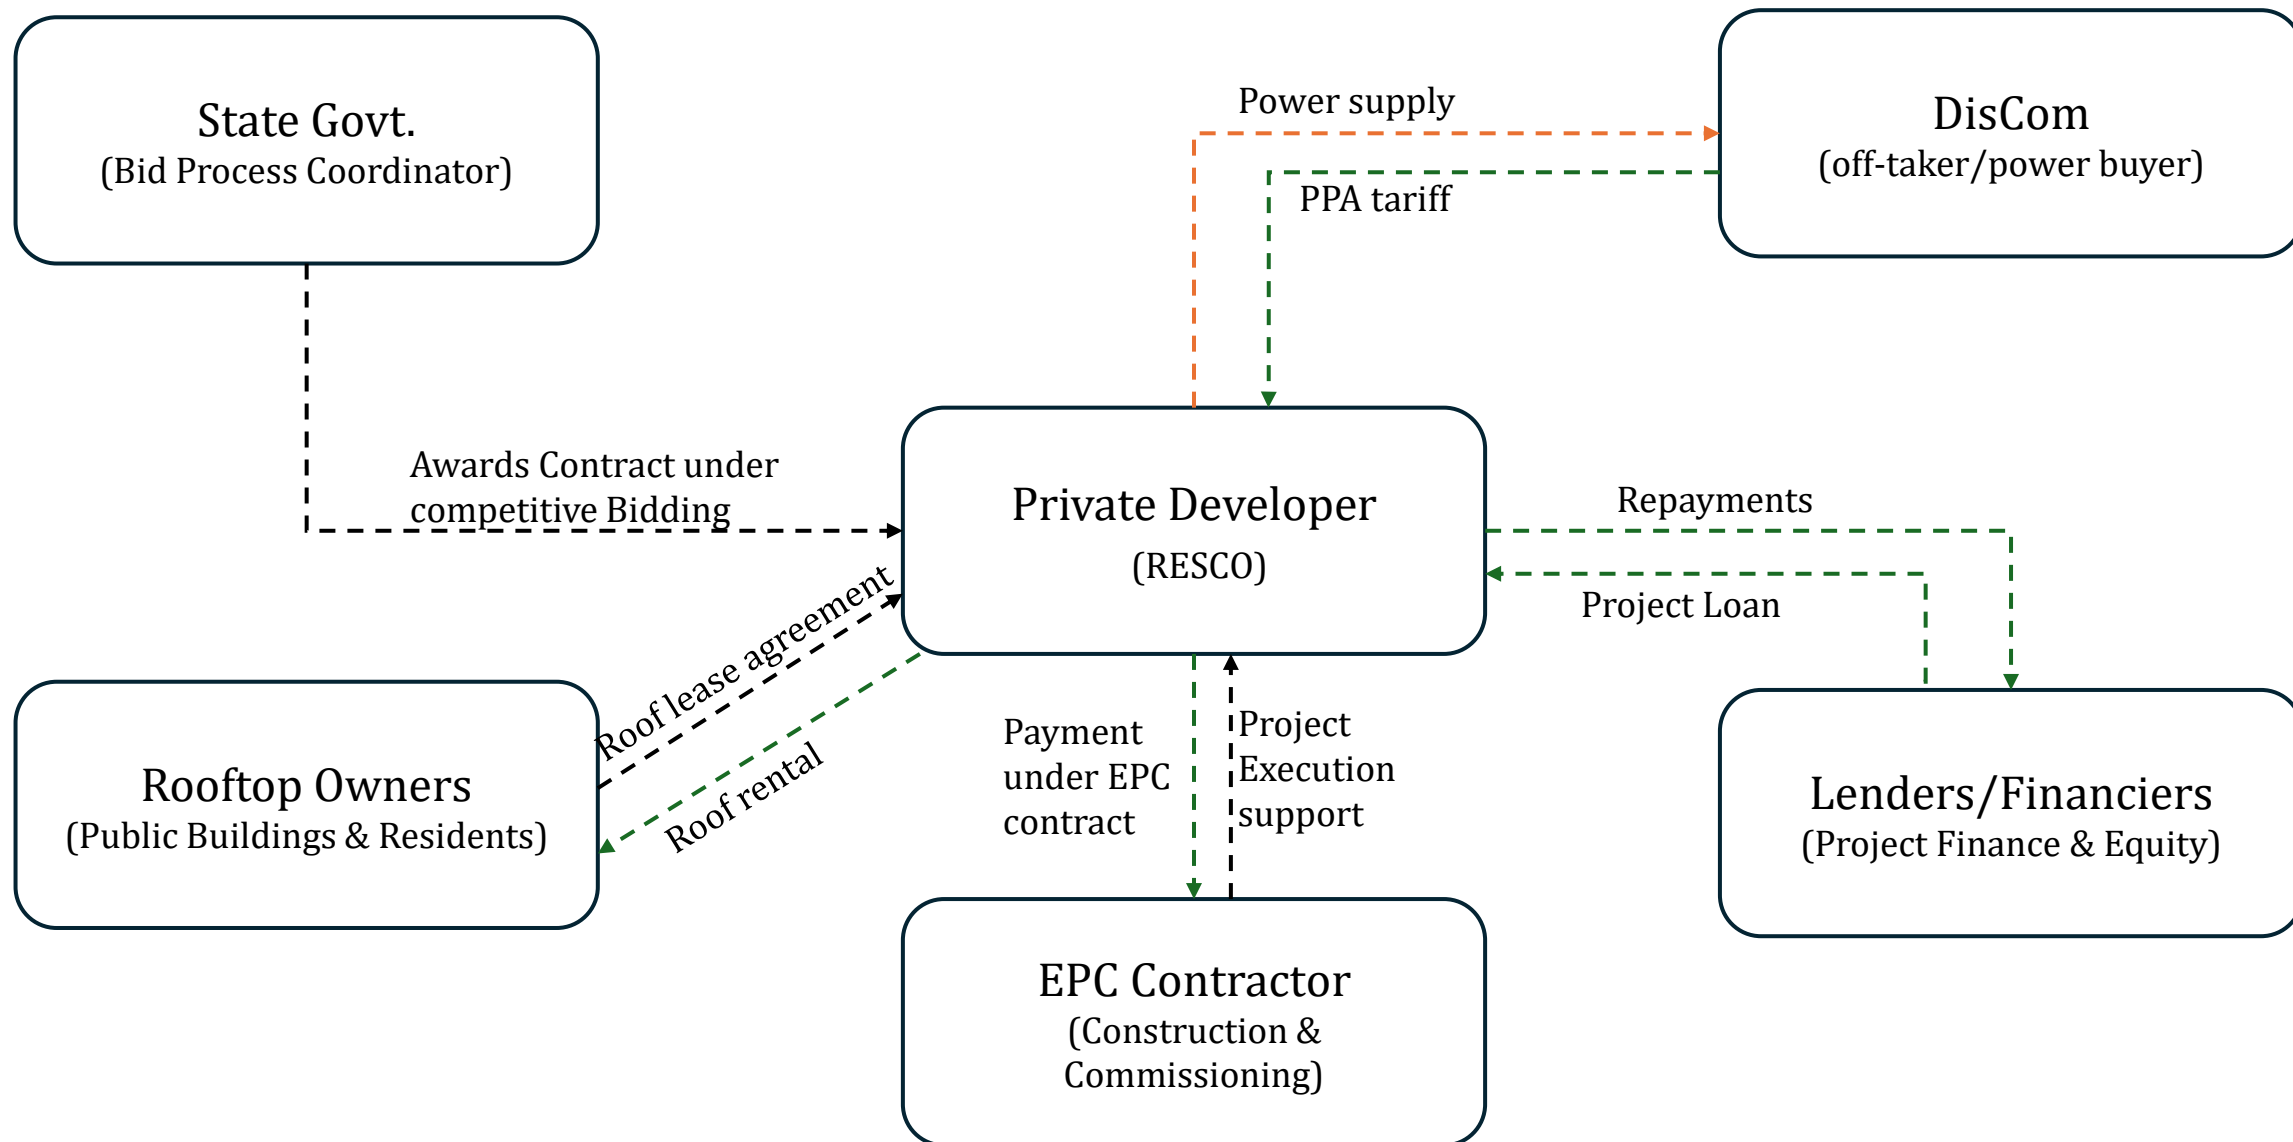 State Govt.
(Bid Process Coordinator)
Power supply
DisCom
(off-taker/power buyer)
PPA tariff
Awards Contract under
competitive Bidding
Private Developer
(RESCO)
Repayments
Project Loan
Roof lease agreement
Roof rental
Rooftop Owners
(Public Buildings & Residents)
Payment
under EPC
contract
Project
Execution
support
Lenders/Financiers
(Project Finance & Equity)
EPC Contractor
(Construction &
Commissioning)